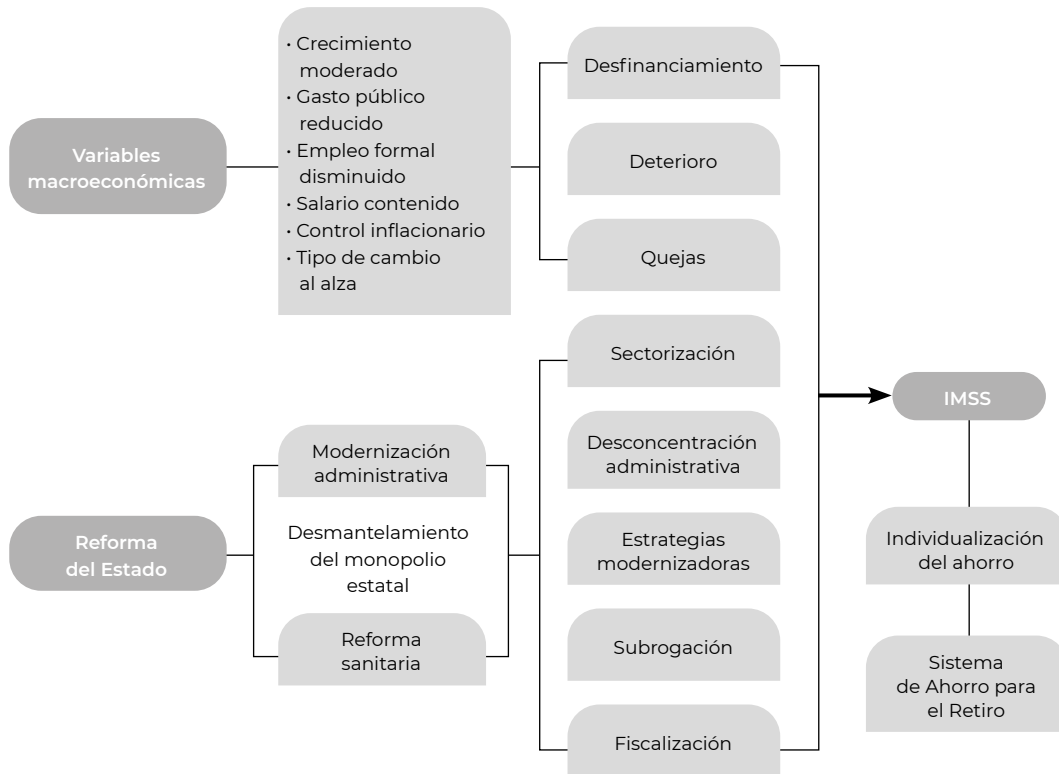 Variables
macroeconómicas
· Crecimiento
moderado
· Gasto público
reducido
· Empleo formal
disminuido
· Salario contenido
· Control inflacionario
· Tipo de cambio
al alza
Desfinanciamiento
Deterioro
Quejas
Reforma
del Estado
Modernización
administrativa
Desmantelamiento
del monopolio
estatal
Reforma
sanitaria
Sectorización
Desconcentración
administrativa
Estrategias
modernizadoras
Subrogación
Fiscalización
IMSS
Individualización
del ahorro
Sistema
de Ahorro para
el Retiro